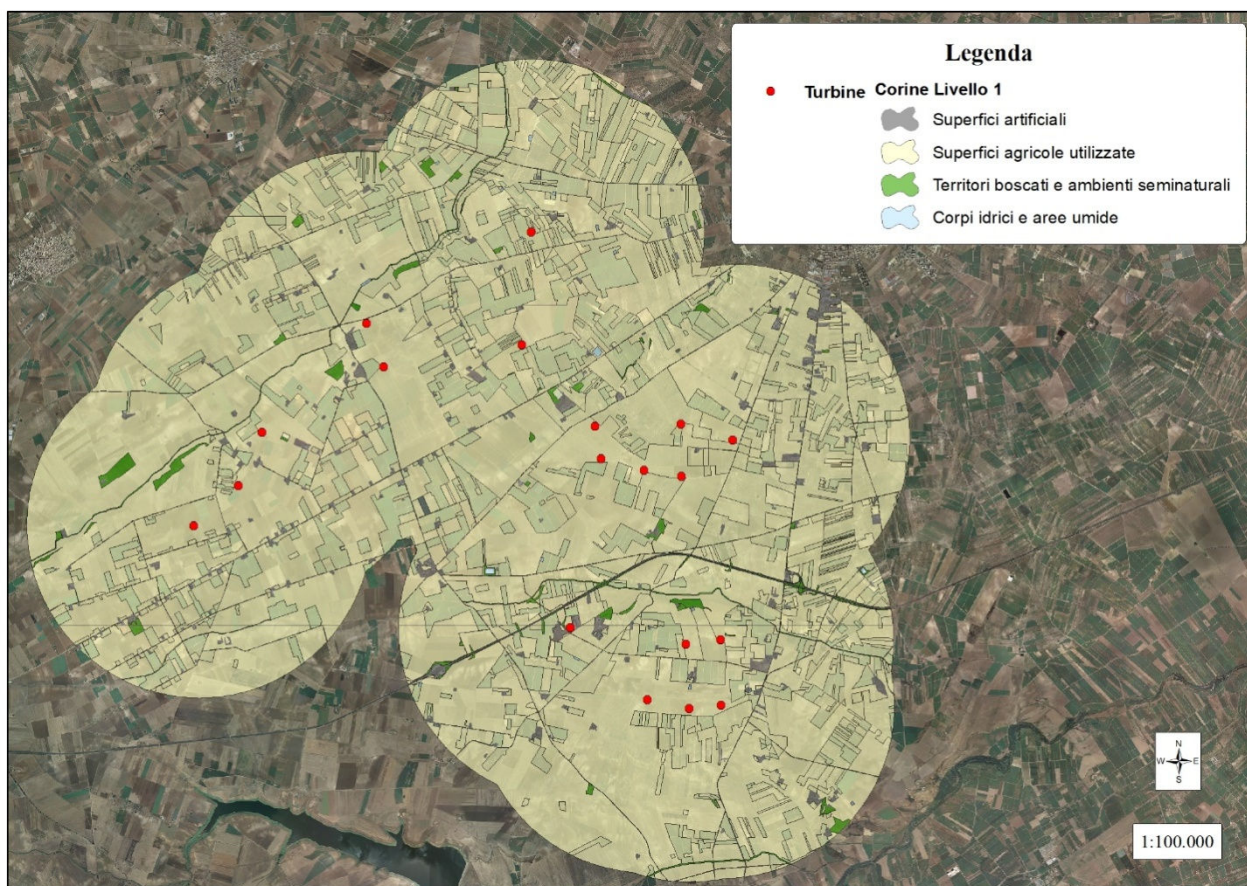 Legenda
Turbine
Corine Livello 1
Superfici artificiali
Superfici agricole utilizzate
Territori boscati e ambienti seminaturali
Corpi idrici e aree umide
N
W E
S
1:100.000